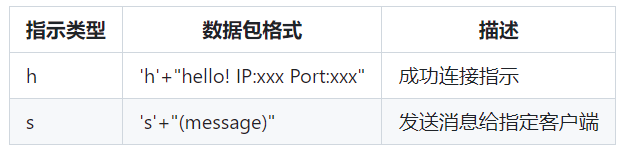 指示类型 数据包格式 描述
h 'h'+"hello! IP:xxx Port:xxx" 成功连接指示
s 's'+"(message)" 发送消息给指定客户端